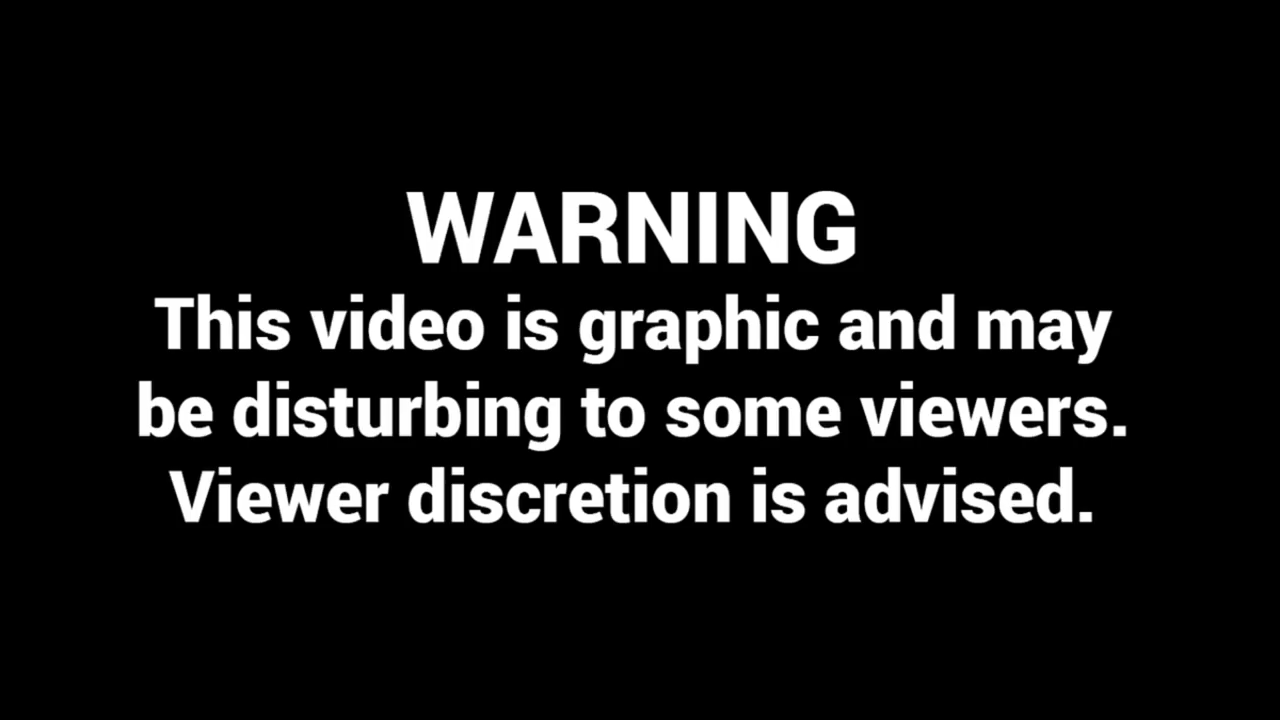 WARNING
This video is graphic and may
be disturbing to some viewers.
Viewer discretion is advised.